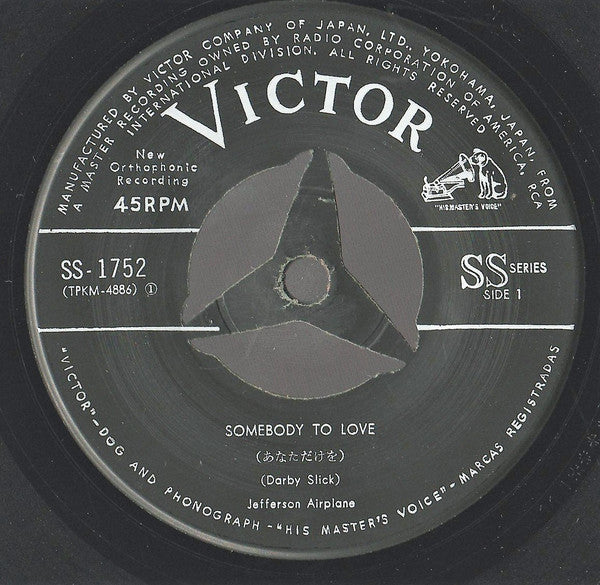 MANUFACTURED BY VICTOR COMPANY OF JAPAN, LTD., YOKOHAMA, JAPAN, FROM
A MASTER RECORDING OWNED BY RADIO CORPORATION OF AMERICA, RCA
INTERNATIONAL DIVISION. ALL RIGHTS RESERVED
VICTOR
New
Orthophonic
Recording
45RPM
"HIS MASTER'S VOICE"
SS-1752
(TPKM-4886) ①
SS SERIES
SIDE 1
SOMEBODY TO LOVE
(あなただけを)
(Darby Slick)
Jefferson Airplane
"VICTOR"-DOG AND PHONOGRAPH-"HIS MASTER'S VOICE"-MARCAS REGISTRADAS